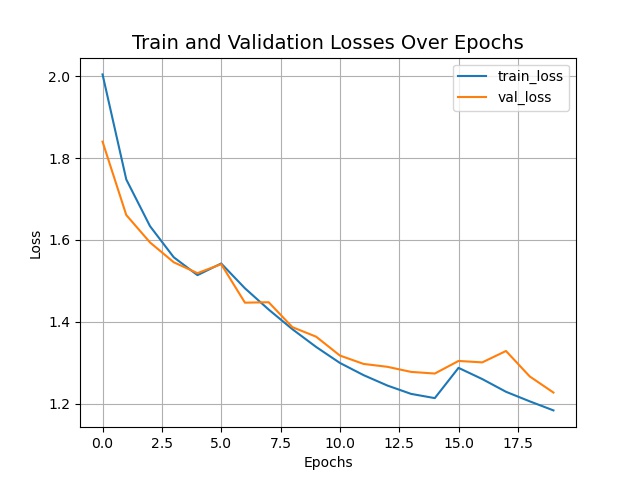 Train and Validation Losses Over Epochs
train_loss
val_loss
2.0
1.8
1.6
1.4
1.2
Loss
0.0 2.5 5.0 7.5 10.0 12.5 15.0 17.5
Epochs